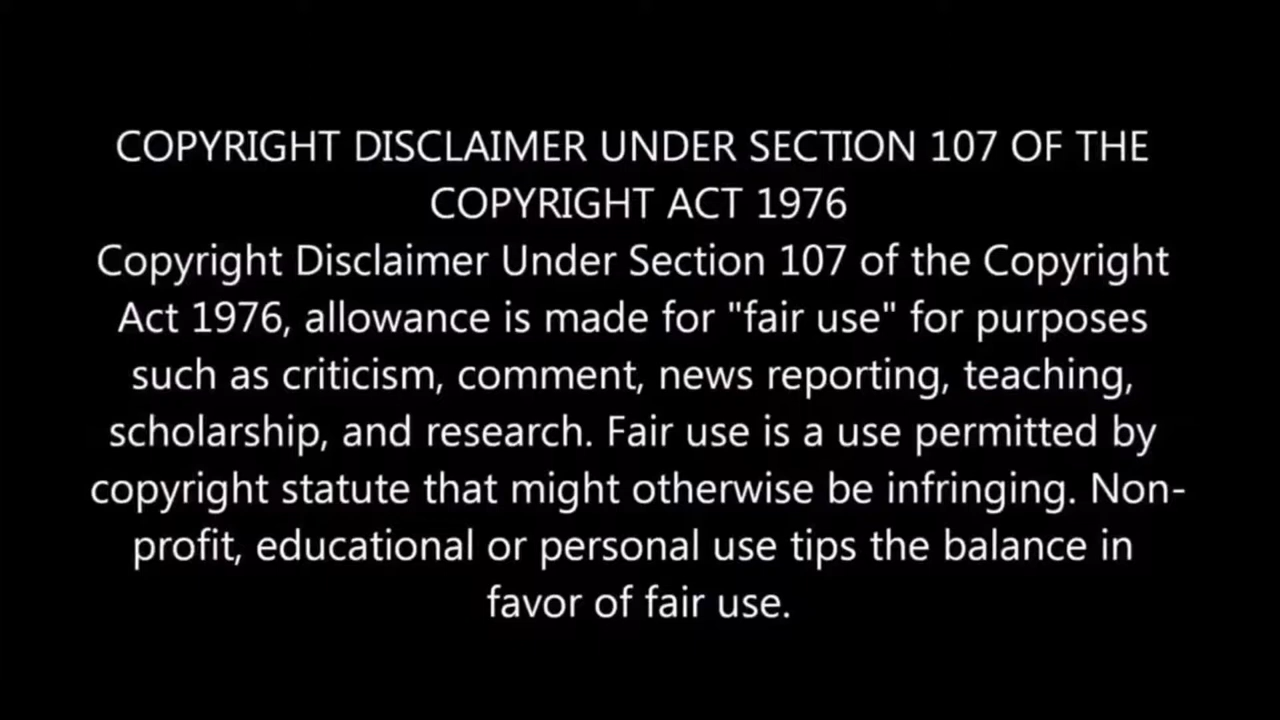 COPYRIGHT DISCLAIMER UNDER SECTION 107 OF THE
COPYRIGHT ACT 1976
Copyright Disclaimer Under Section 107 of the Copyright
Act 1976, allowance is made for "fair use" for purposes
such as criticism, comment, news reporting, teaching,
scholarship, and research. Fair use is a use permitted by
copyright statute that might otherwise be infringing. Non-
profit, educational or personal use tips the balance in
favor of fair use.